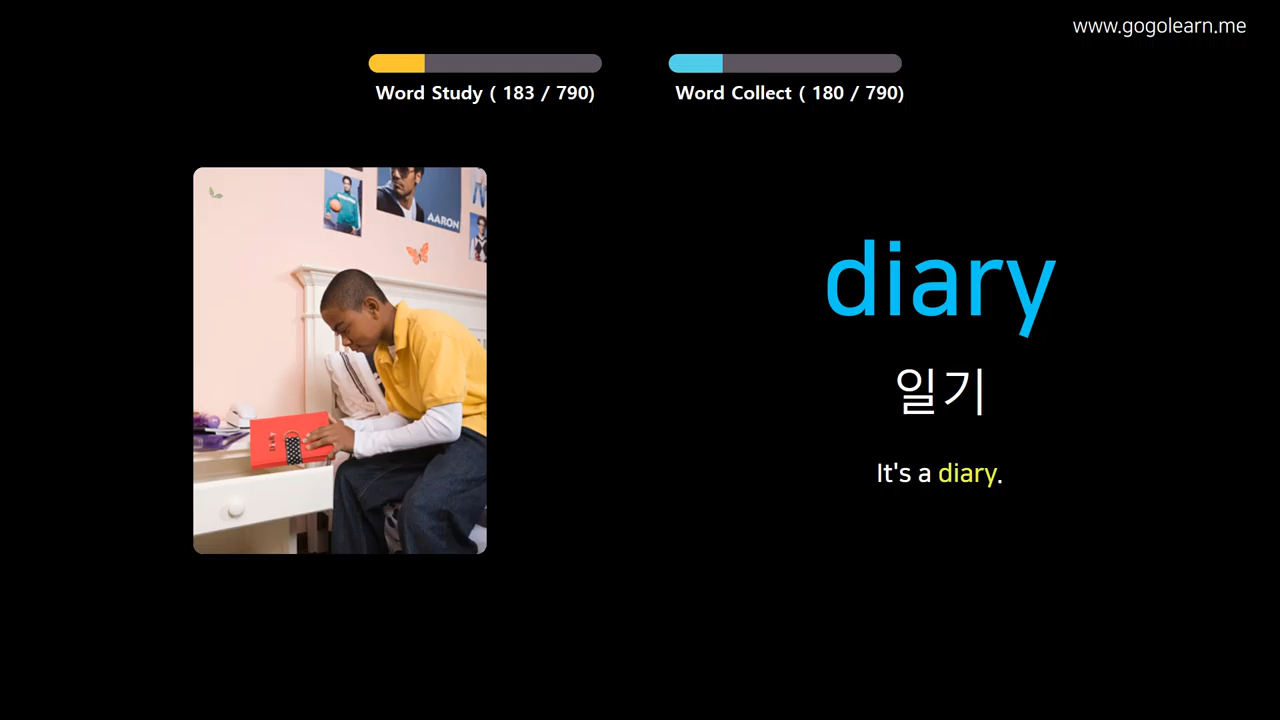 www.gogolearn.me
Word Study ( 183 / 790)
Word Collect ( 180 / 790)
AARON
diary
일기
It's a diary.